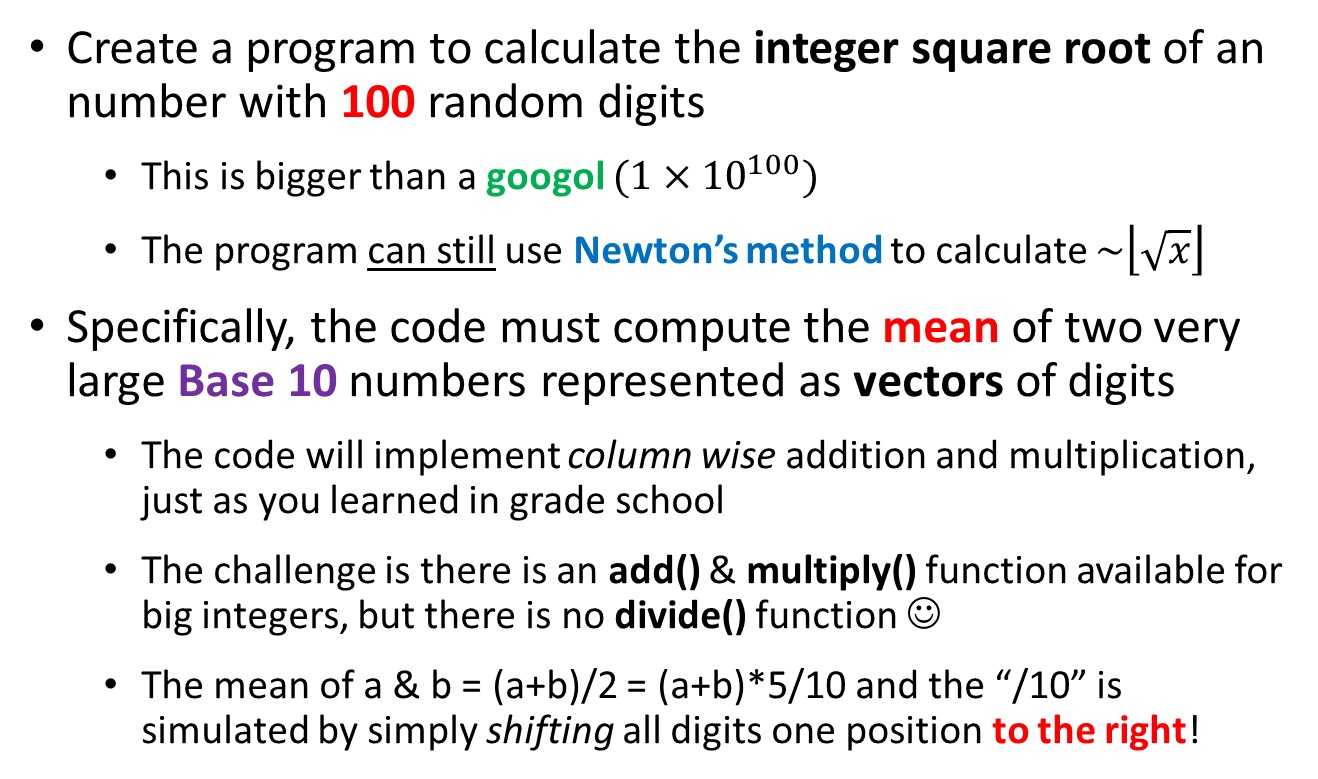 • Create a program to calculate the integer square root of an
number with 100 random digits
• This is bigger than a googol (1 × 10¹⁰⁰)
• The program can still use Newton's method to calculate ~⌊√x⌋
• Specifically, the code must compute the mean of two very
large Base 10 numbers represented as vectors of digits
• The code will implement column wise addition and multiplication,
just as you learned in grade school
• The challenge is there is an add() & multiply() function available for
big integers, but there is no divide() function ☺
• The mean of a & b = (a+b)/2 = (a+b)*5/10 and the “/10” is
simulated by simply shifting all digits one position to the right!